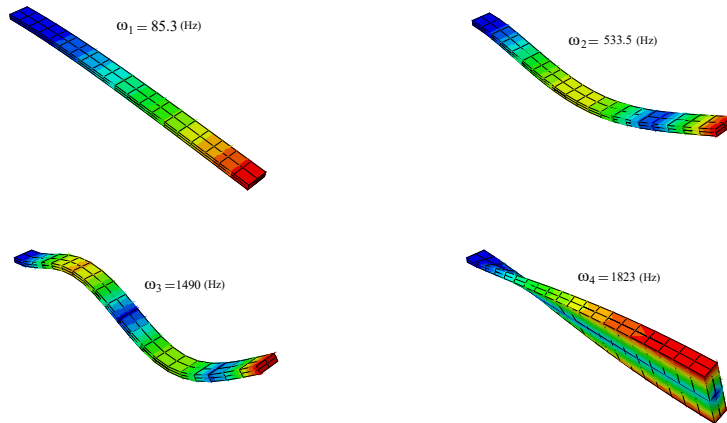 ω₁ = 85.3 (Hz)
ω₂ = 533.5 (Hz)
ω₃ = 1490 (Hz)
ω₄ = 1823 (Hz)